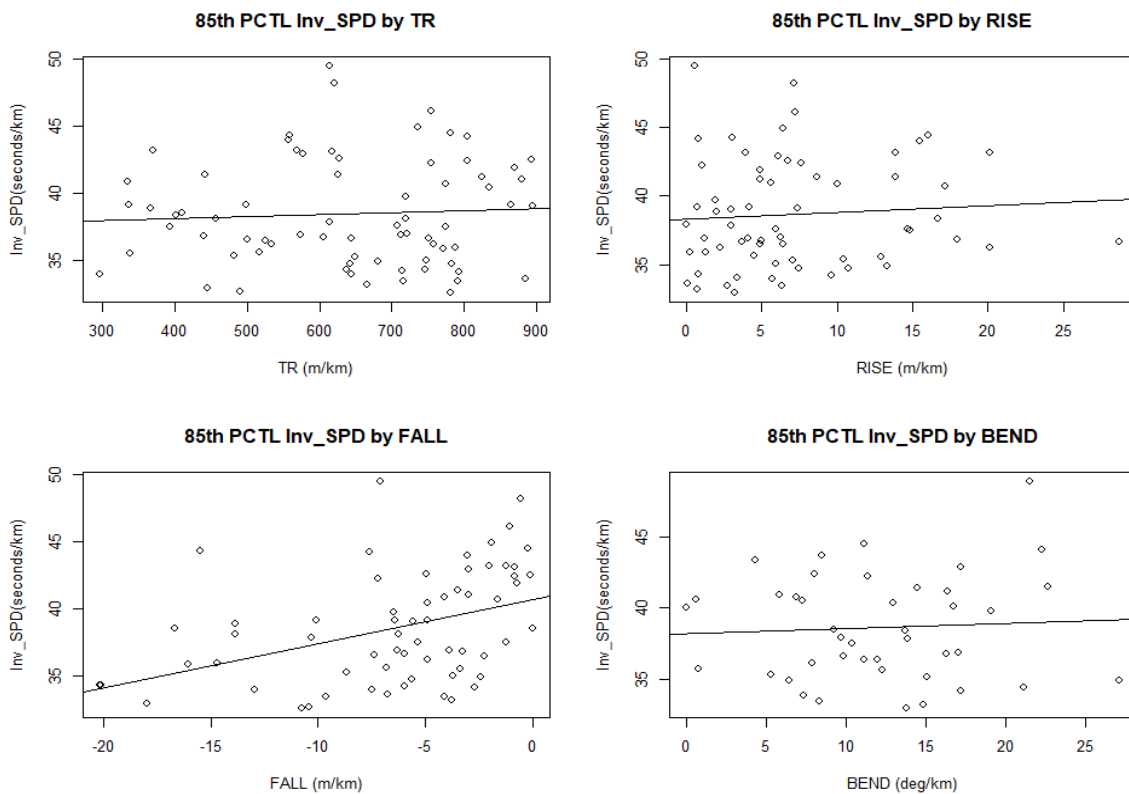 85th PCTL Inv_SPD by TR
Inv_SPD(seconds/km)
35 40 45 50
300 400 500 600 700 800 900
TR (m/km)
85th PCTL Inv_SPD by RISE
Inv_SPD(seconds/km)
35 40 45 50
0 5 10 15 20 25
RISE (m/km)
85th PCTL Inv_SPD by FALL
Inv_SPD(seconds/km)
35 40 45 50
-20 -15 -10 -5 0
FALL (m/km)
85th PCTL Inv_SPD by BEND
Inv_SPD(seconds/km)
35 40 45
0 5 10 15 20 25
BEND (deg/km)